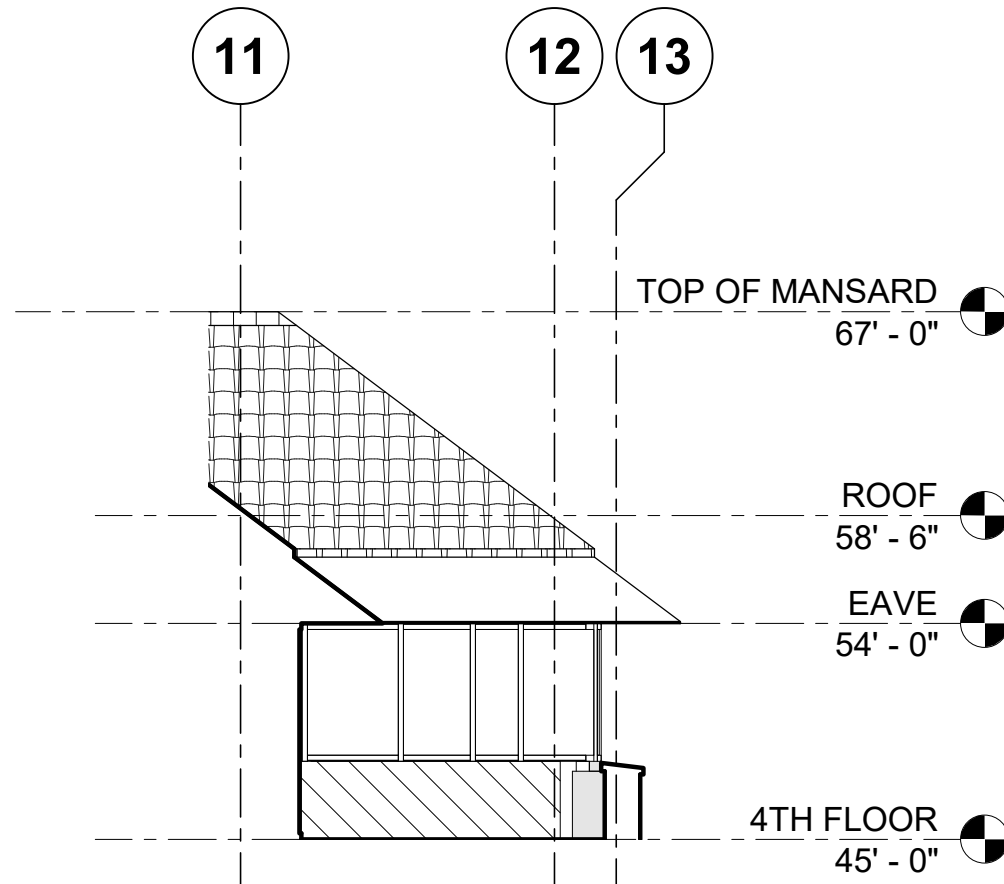 11
12
13
TOP OF MANSARD
67' - 0"
ROOF
58' - 6"
EAVE
54' - 0"
4TH FLOOR
45' - 0"